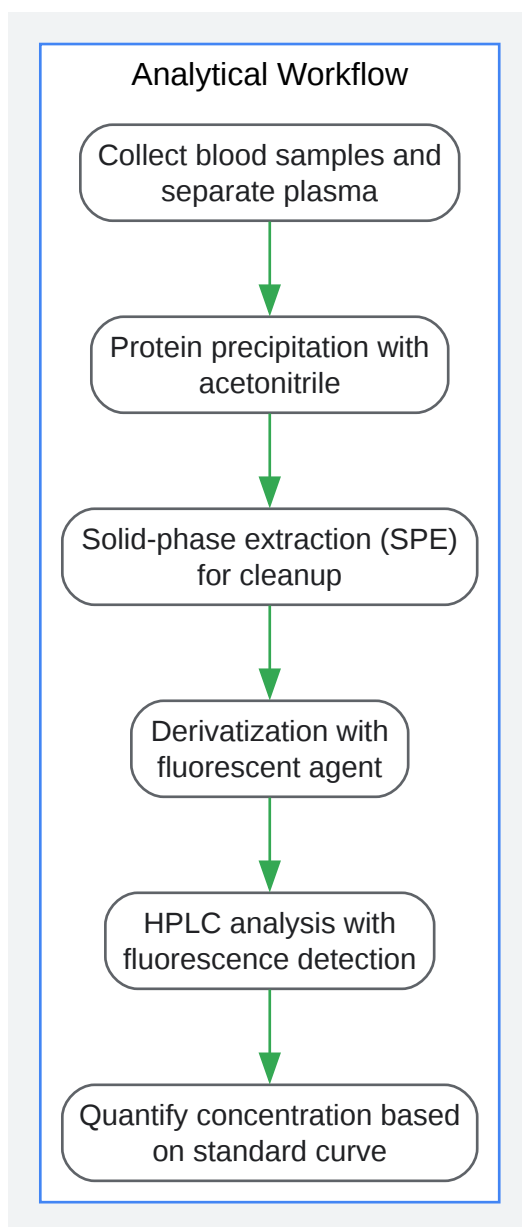 Analytical Workflow
Collect blood samples and
separate plasma
Protein precipitation with
acetonitrile
Solid-phase extraction (SPE)
for cleanup
Derivatization with
fluorescent agent
HPLC analysis with
fluorescence detection
Quantify concentration based
on standard curve